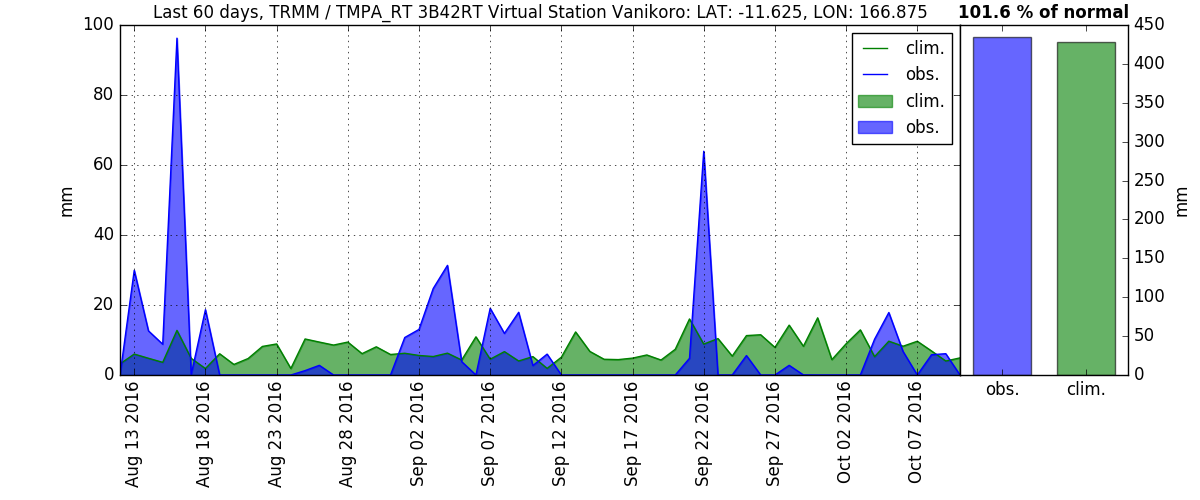 Last 60 days, TRMM / TMPA_RT 3B42RT Virtual Station Vanikoro: LAT: -11.625, LON: 166.875
101.6 % of normal
100
80
60
40
20
0
mm
clim.
obs.
clim.
obs.
450
400
350
300
250
200
150
100
50
0
mm
Aug 13 2016
Aug 18 2016
Aug 23 2016
Aug 28 2016
Sep 02 2016
Sep 07 2016
Sep 12 2016
Sep 17 2016
Sep 22 2016
Sep 27 2016
Oct 02 2016
Oct 07 2016
obs.
clim.